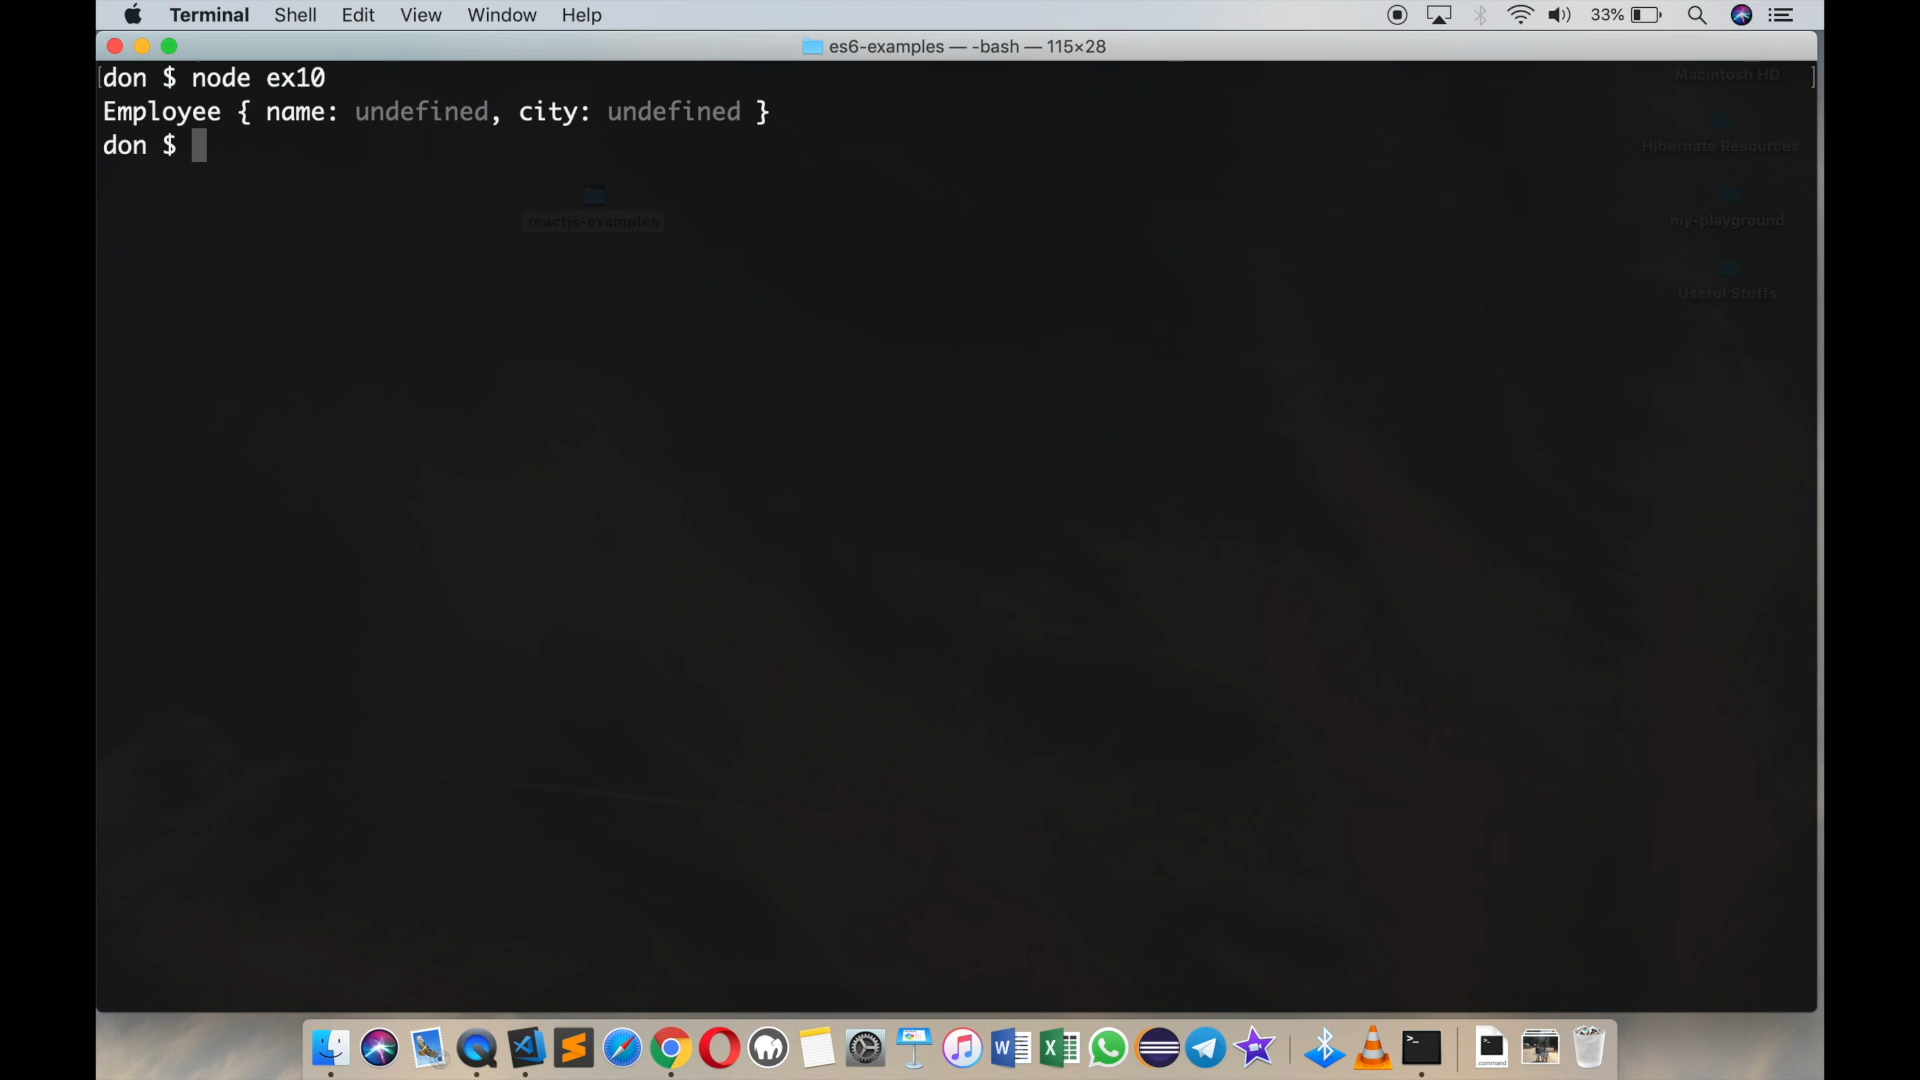 Terminal Shell Edit View Window Help 33%
es6-examples — -bash — 115×28
don $ node ex10
Employee { name: undefined, city: undefined }
don $
Macintosh HD
Hibernate Resources
reactjs-examples
my-playground
Useful Stuffs